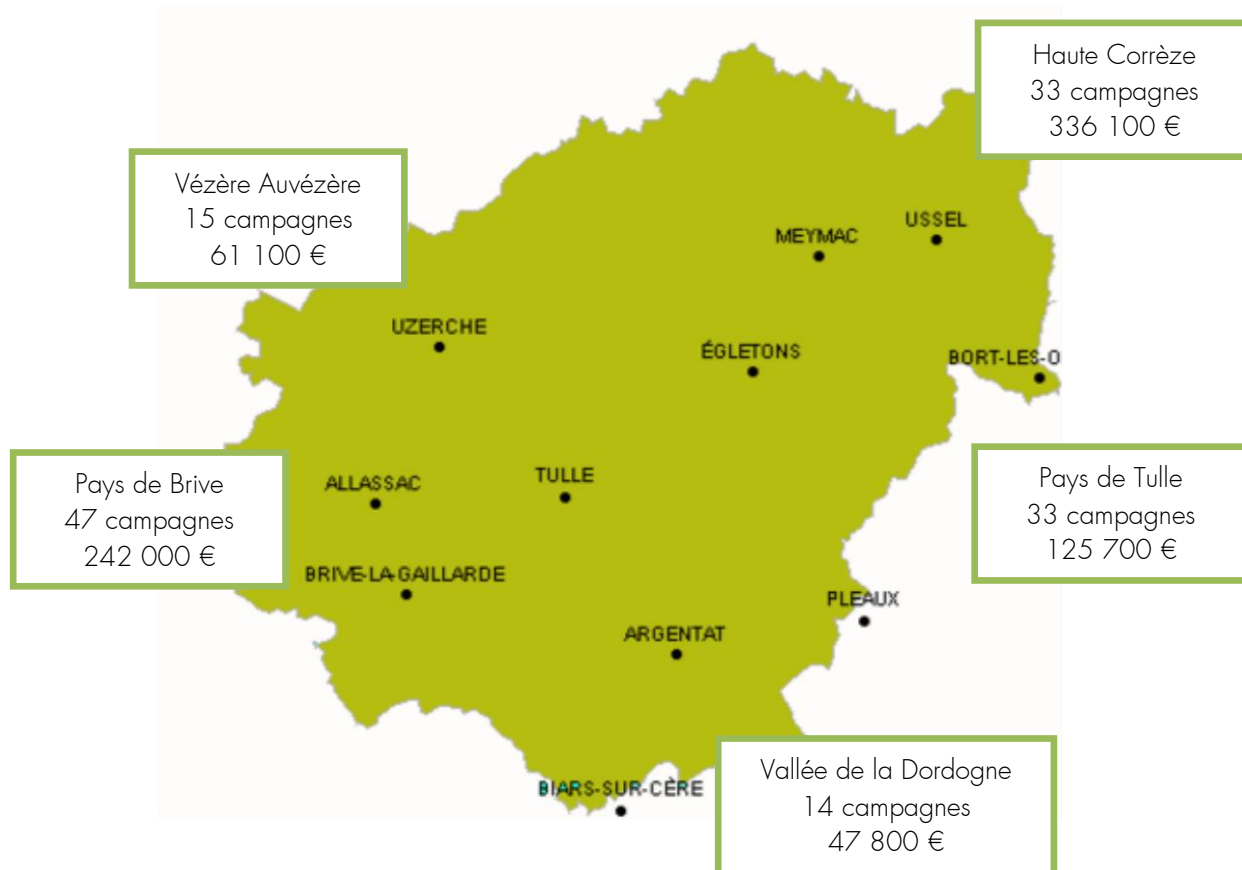 Haute Corrèze
33 campagnes
336 100 €
Vézère Auvézère
15 campagnes
61 100 €
USSEL
MEYMAC
UZERCHE
ÉGLETONS
BORT-LES-O
Pays de Brive
47 campagnes
242 000 €
ALLASSAC
TULLE
Pays de Tulle
33 campagnes
125 700 €
BRIVE-LA-GAILLARDE
PLEAUX
ARGENTAT
BIARS-SUR-CÈRE
Vallée de la Dordogne
14 campagnes
47 800 €